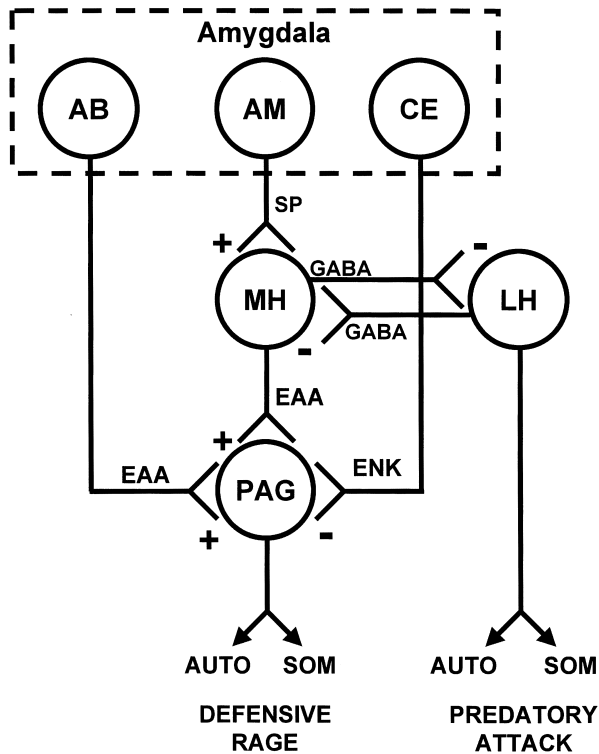 Amygdala
AB AM CE
SP
+
GABA -
MH LH
GABA
-
EAA
+
EAA ENK
PAG
+ -
AUTO SOM AUTO SOM
DEFENSIVE PREDATORY
RAGE ATTACK